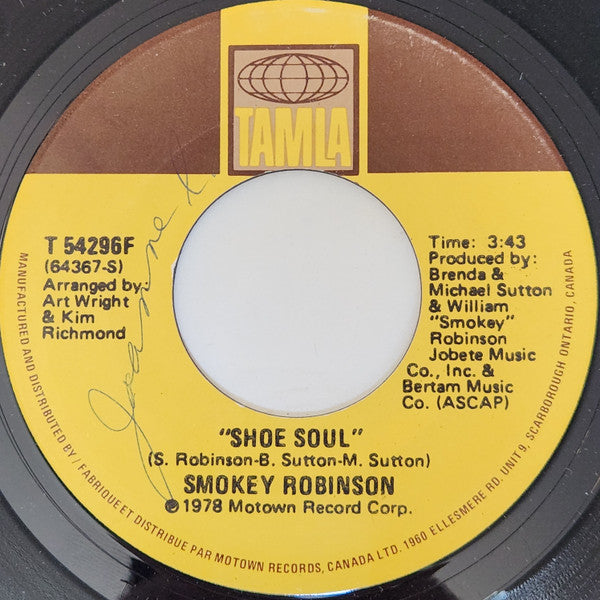 TAMLA
T 54296F
(64367-S)
Arranged by
Art Wright
& Kim
Richmond
Time: 3:43
Produced by:
Brenda &
Michael Sutton
& William
"Smokey"
Robinson
Jobete Music
Co., Inc. &
Bertam Music
Co. (ASCAP)
"SHOE SOUL"
(S. Robinson-B. Sutton-M. Sutton)
SMOKEY ROBINSON
℗1978 Motown Record Corp.
MANUFACTURED AND DISTRIBUTED BY / FABRIQUÉ ET DISTRIBUE PAR MOTOWN RECORDS, CANADA LTD. 1960 ELLESMERE RD. UNIT 9, SCARBOROUGH ONTARIO, CANADA